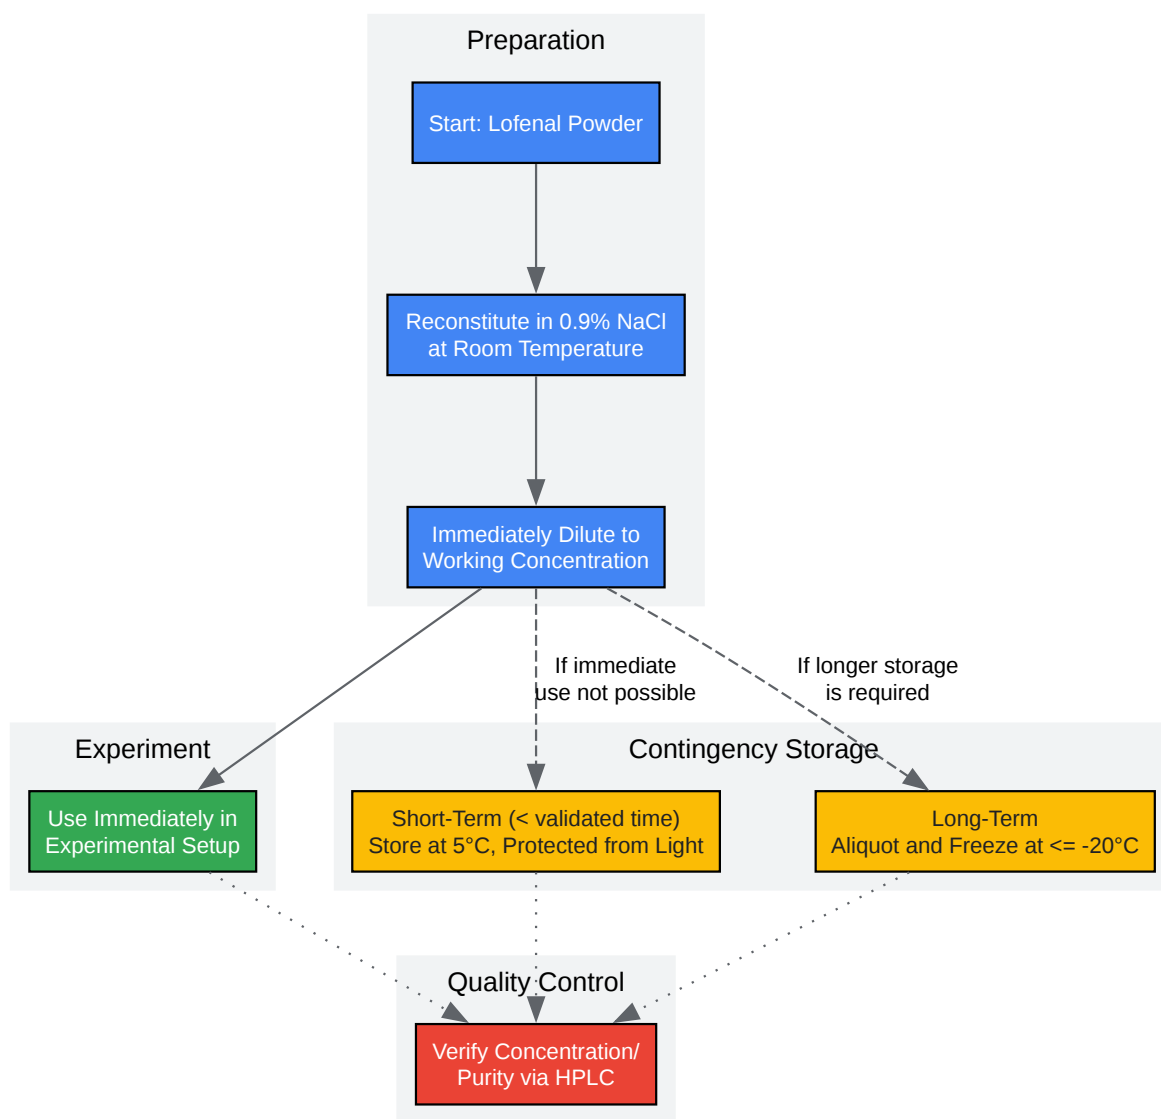 Preparation
Start: Lofenal Powder
Reconstitute in 0.9% NaCl
at Room Temperature
Immediately Dilute to
Working Concentration
If immediate
use not possible
If longer storage
is required
Experiment
Use Immediately in
Experimental Setup
Contingency Storage
Short-Term (< validated time)
Store at 5°C, Protected from Light
Long-Term
Aliquot and Freeze at <= -20°C
Quality Control
Verify Concentration/
Purity via HPLC